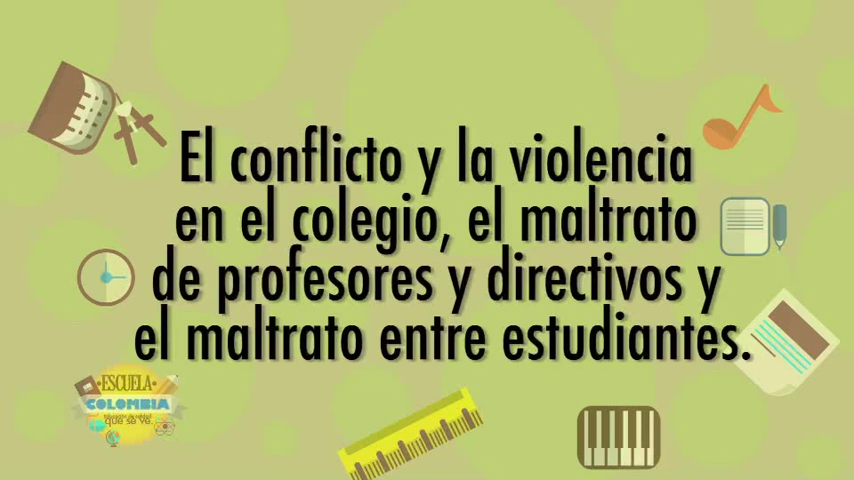 El conflicto y la violencia
en el colegio, el maltrato
de profesores y directivos y
el maltrato entre estudiantes.
ESCUELA
COLOMBIA
que se ve.